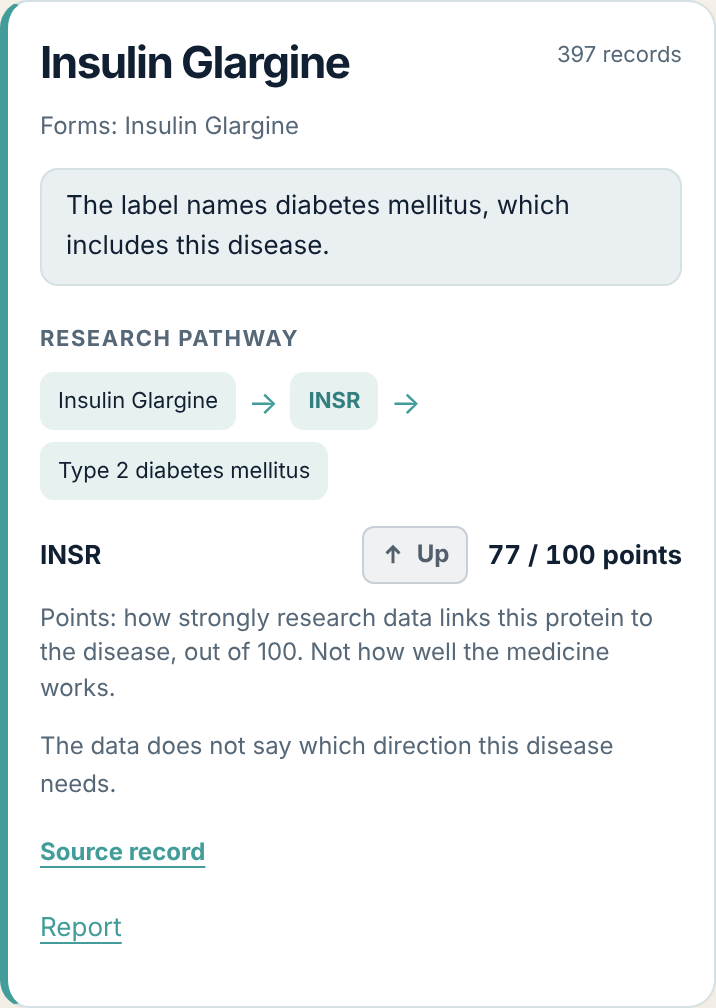 Insulin Glargine
397 records
Forms: Insulin Glargine
The label names diabetes mellitus, which
includes this disease.
RESEARCH PATHWAY
Insulin Glargine → INSR →
Type 2 diabetes mellitus
INSR ↑ Up 77 / 100 points
Points: how strongly research data links this protein to
the disease, out of 100. Not how well the medicine
works.
The data does not say which direction this disease
needs.
Source record
Report